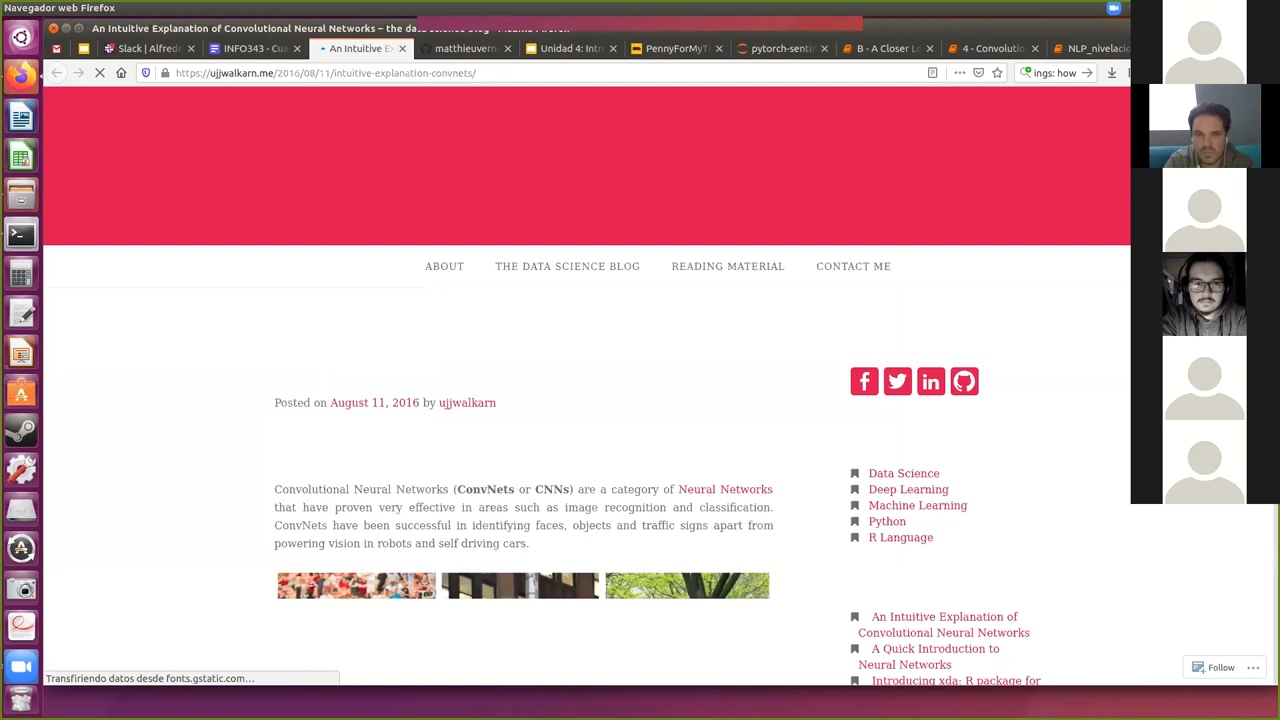 Navegador web Firefox
An Intuitive Explanation of Convolutional Neural Networks – the data science blog - Mozilla Firefox
Slack | Alfred
INFO343 - Cua
An Intuitive E
matthieuvern
Unidad 4: Intr
PennyForMyT
pytorch-senti
B - A Closer Lo
4 - Convolutio
NLP_nivelacio
https://ujjwalkarn.me/2016/08/11/intuitive-explanation-convnets/
ings: how
ABOUT
THE DATA SCIENCE BLOG
READING MATERIAL
CONTACT ME
Posted on August 11, 2016 by ujjwalkarn
Convolutional Neural Networks (ConvNets or CNNs) are a category of Neural Networks
that have proven very effective in areas such as image recognition and classification.
ConvNets have been successful in identifying faces, objects and traffic signs apart from
powering vision in robots and self driving cars.
Data Science
Deep Learning
Machine Learning
Python
R Language
An Intuitive Explanation of
Convolutional Neural Networks
A Quick Introduction to
Neural Networks
Introducing xda: R package for
Follow
Transfiriendo datos desde fonts.gstatic.com…